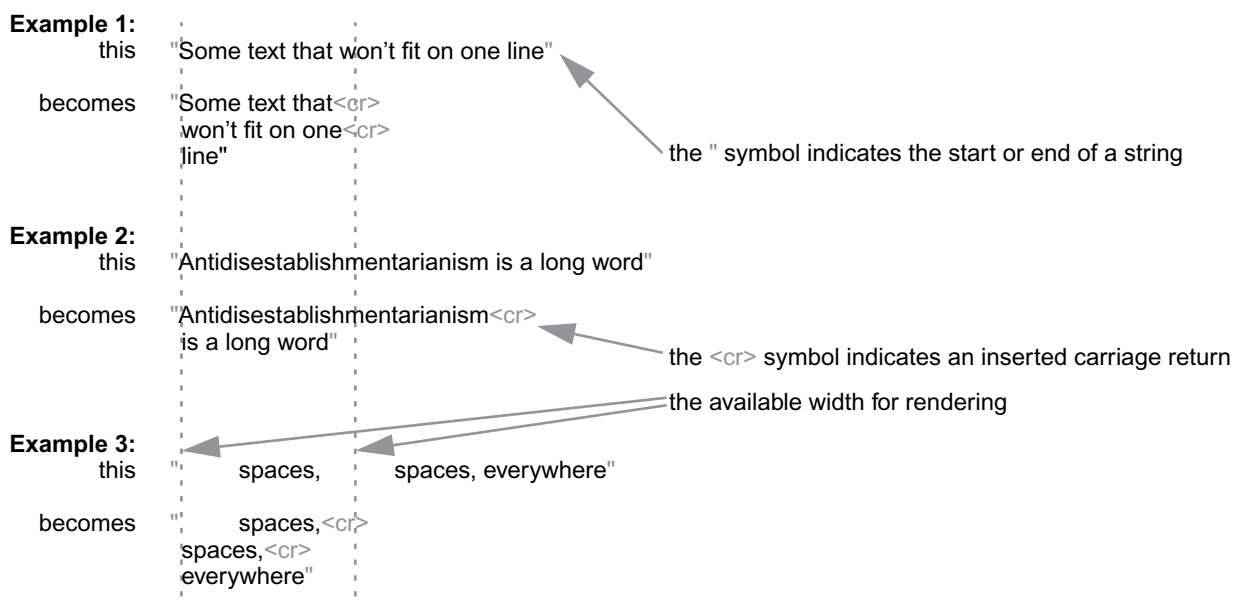 Example 1:
this "Some text that won’t fit on one line"
becomes "Some text that<cr>
won’t fit on one<cr>
line"
the " symbol indicates the start or end of a string
Example 2:
this "Antidisestablishmentarianism is a long word"
becomes "Antidisestablishmentarianism<cr>
is a long word"
the <cr> symbol indicates an inserted carriage return
the available width for rendering
Example 3:
this "        spaces,        spaces, everywhere"
becomes "        spaces,<cr>
spaces,<cr>
everywhere"